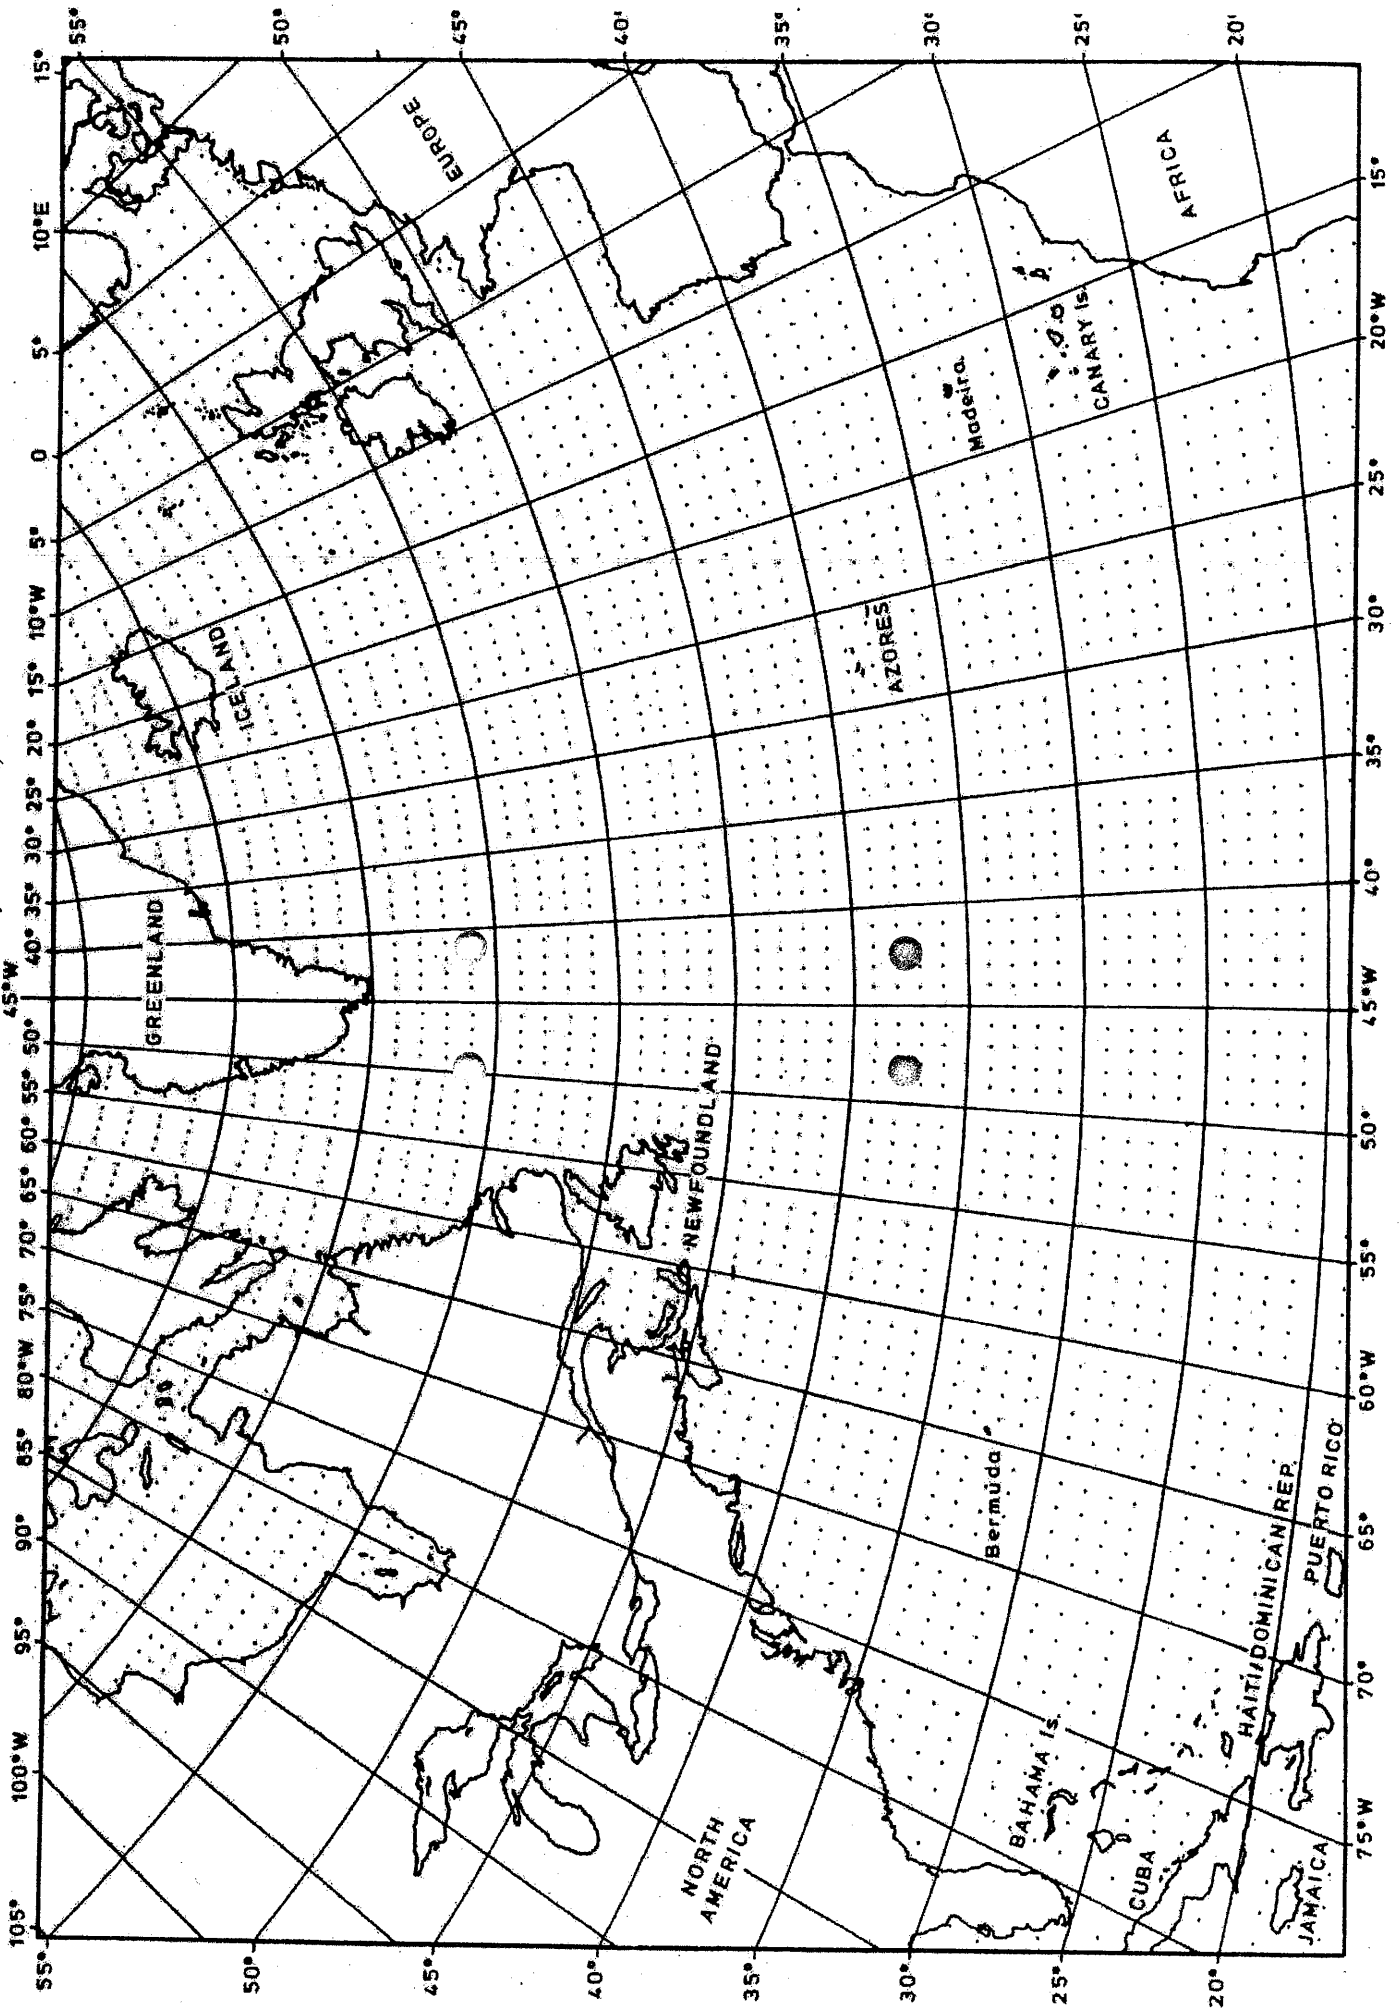 105°
100°W
95°
90°
85°
80°W
75°
70°
65°
60°
55°
50°
45°W
40°
35°
30°
25°
20°
15°
10°W
5°
0
5°
10°E
15°
55°
50°
45°
40°
35°
30°
25°
20°
55°
50°
45°
40°
35°
30°
25°
20°
GREENLAND
ICELAND
EUROPE
NEWFOUNDLAND
AZORES
Madeira
CANARY Is.
AFRICA
NORTH
AMERICA
Bermuda
BAHAMA Is.
CUBA
HAITI/DOMINICAN REP.
JAMAICA
PUERTO RICO
75°W
70°
65°
60°W
55°
50°
45°W
40°
35°
30°
25°
20°W
15°